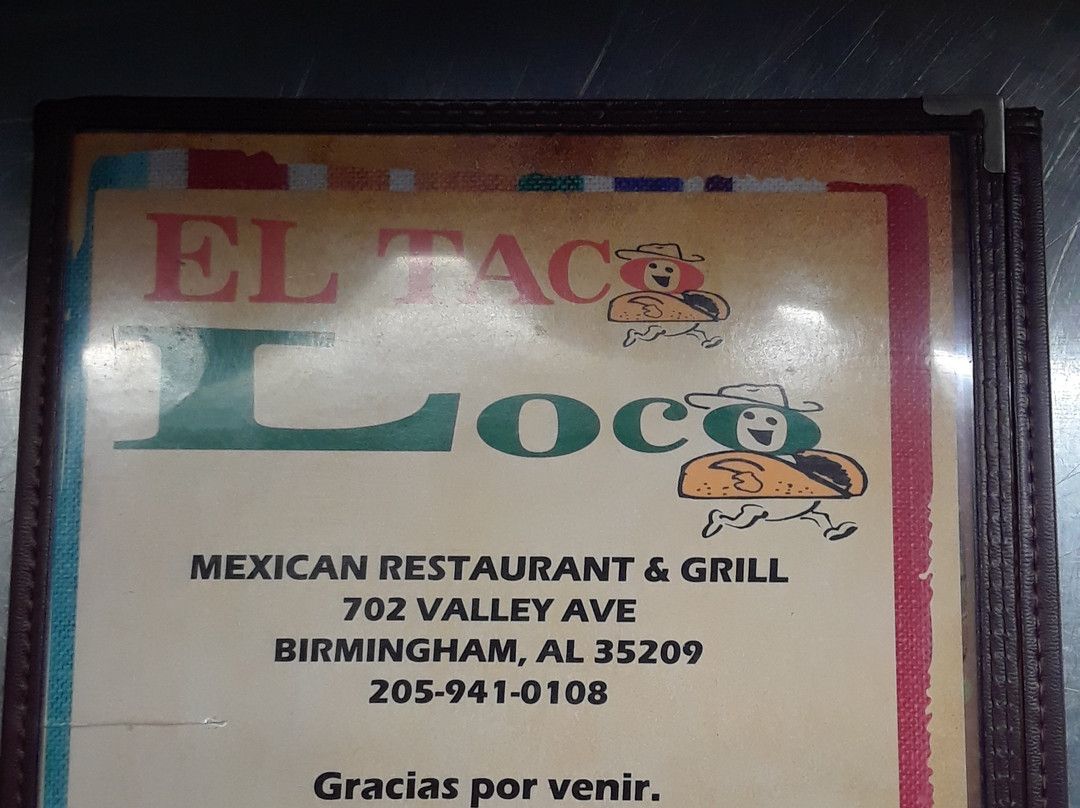 EL TACO
LOCO
MEXICAN RESTAURANT & GRILL
702 VALLEY AVE
BIRMINGHAM, AL 35209
205-941-0108
Gracias por venir.